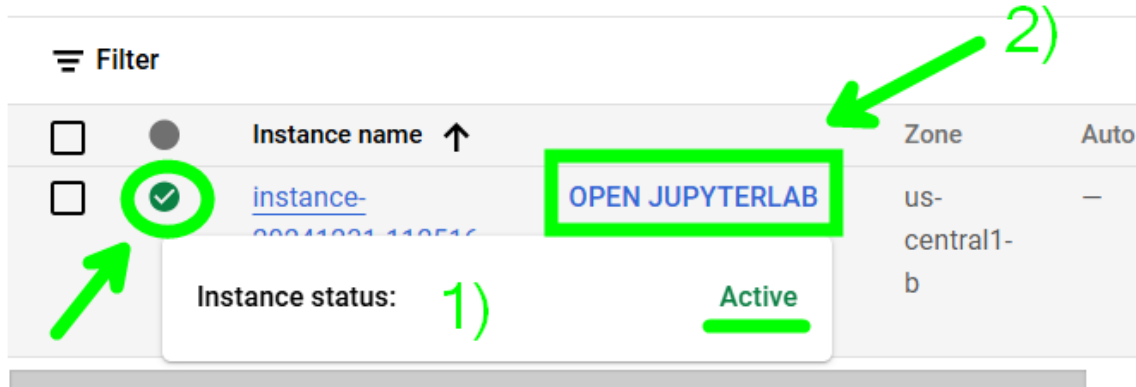 2)
Filter
Instance name Zone Auto
instance- OPEN JUPYTERLAB us- —
central1-
Instance status: 1) Active b